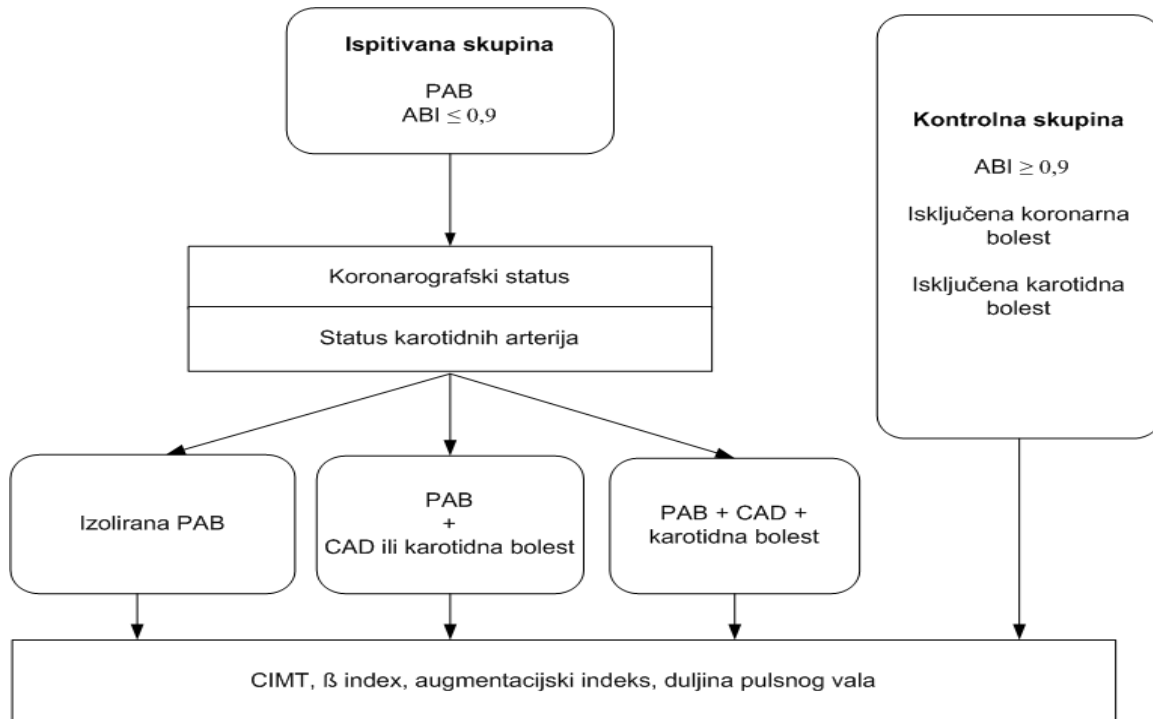 Ispitivana skupina
PAB
ABI ≤ 0,9
Kontrolna skupina
ABI ≥ 0,9
Isključena koronarna
bolest
Isključena karotidna
bolest
Koronarografski status
Status karotidnih arterija
Izolirana PAB
PAB
+
CAD ili karotidna bolest
PAB + CAD +
karotidna bolest
CIMT, ß index, augmentacijski indeks, duljina pulsnog vala